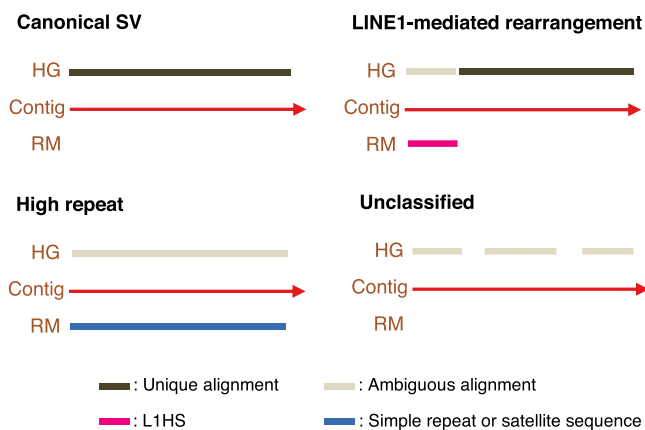 Canonical SV
HG
Contig
RM
LINE1-mediated rearrangement
HG
Contig
RM
High repeat
HG
Contig
RM
Unclassified
HG
Contig
RM
: Unique alignment
: Ambiguous alignment
: L1HS
: Simple repeat or satellite sequence